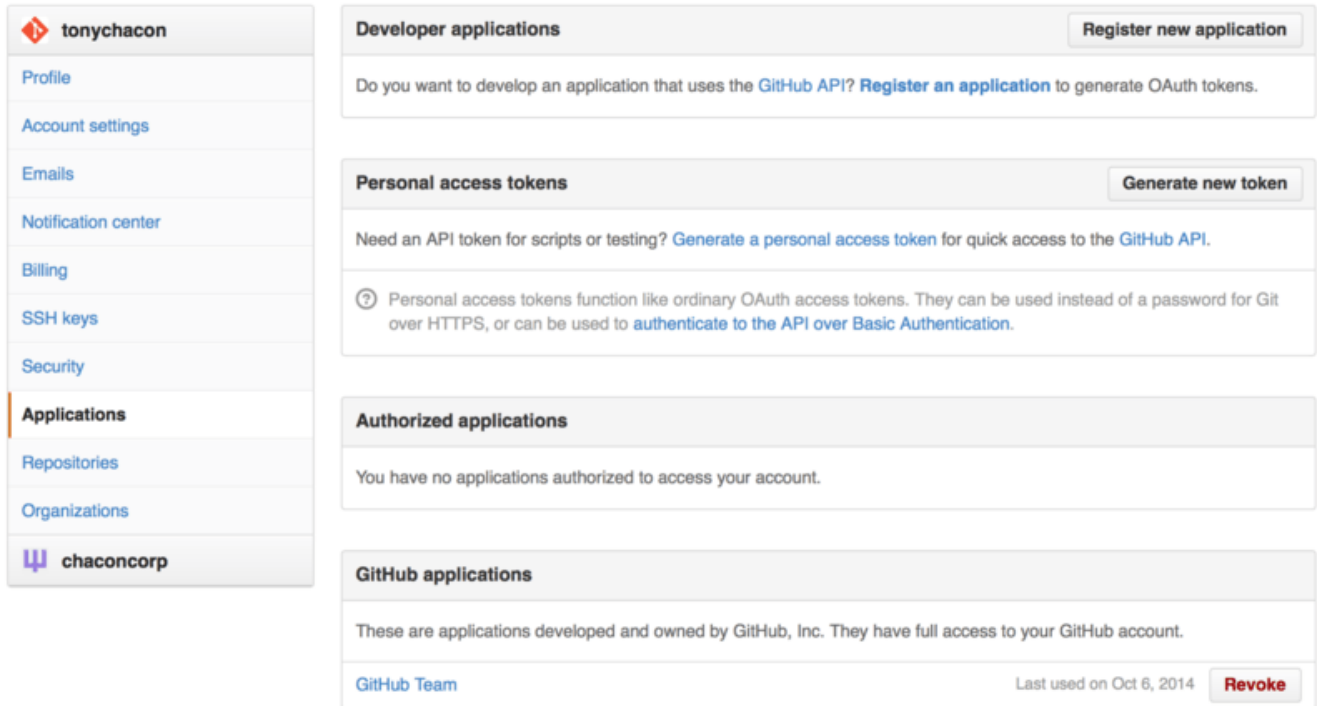 tonychacon
Profile
Account settings
Emails
Notification center
Billing
SSH keys
Security
Applications
Repositories
Organizations
chaconcorp
Developer applications
Register new application
Do you want to develop an application that uses the GitHub API? Register an application to generate OAuth tokens.
Personal access tokens
Generate new token
Need an API token for scripts or testing? Generate a personal access token for quick access to the GitHub API.
Personal access tokens function like ordinary OAuth access tokens. They can be used instead of a password for Git
over HTTPS, or can be used to authenticate to the API over Basic Authentication.
Authorized applications
You have no applications authorized to access your account.
GitHub applications
These are applications developed and owned by GitHub, Inc. They have full access to your GitHub account.
GitHub Team
Last used on Oct 6, 2014
Revoke